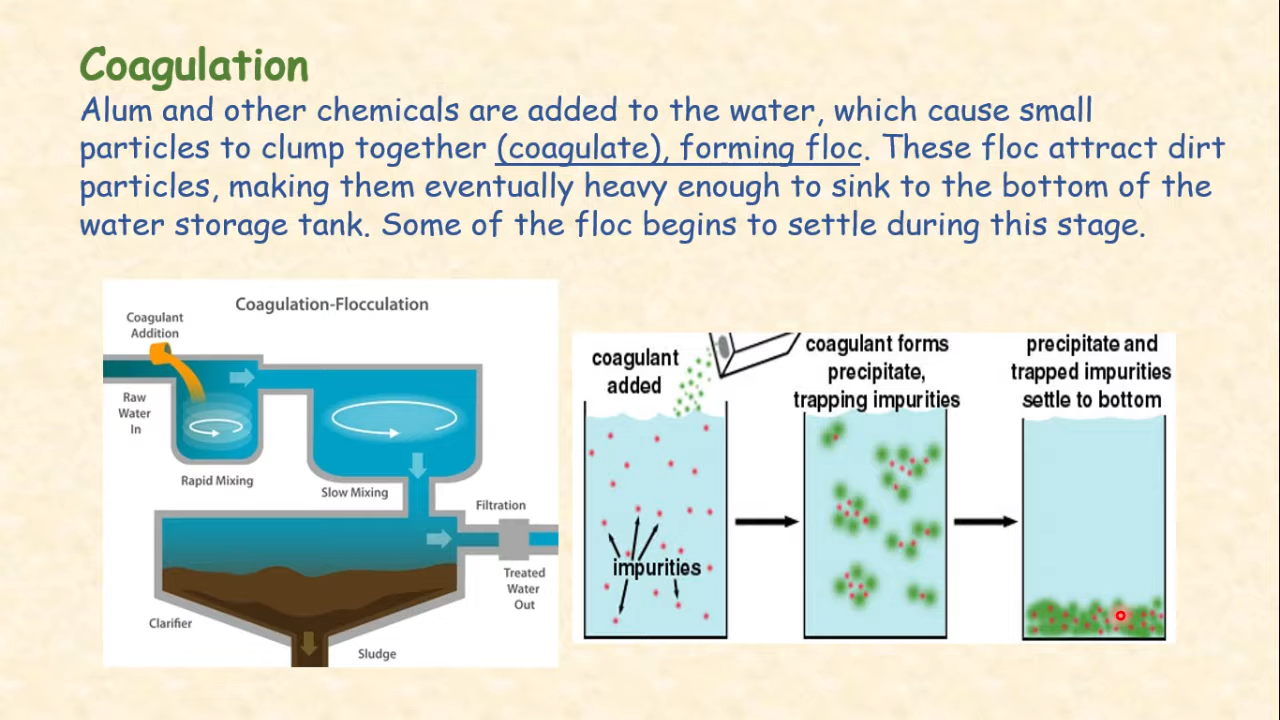 Coagulation
Alum and other chemicals are added to the water, which cause small
particles to clump together (coagulate), forming floc. These floc attract dirt
particles, making them eventually heavy enough to sink to the bottom of the
water storage tank. Some of the floc begins to settle during this stage.
Coagulation-Flocculation
Coagulant
Addition
Raw
Water
In
Rapid Mixing
Slow Mixing
Filtration
Treated
Water
Out
Clarifier
Sludge
coagulant
added
impurities
coagulant forms
precipitate,
trapping impurities
precipitate and
trapped impurities
settle to bottom